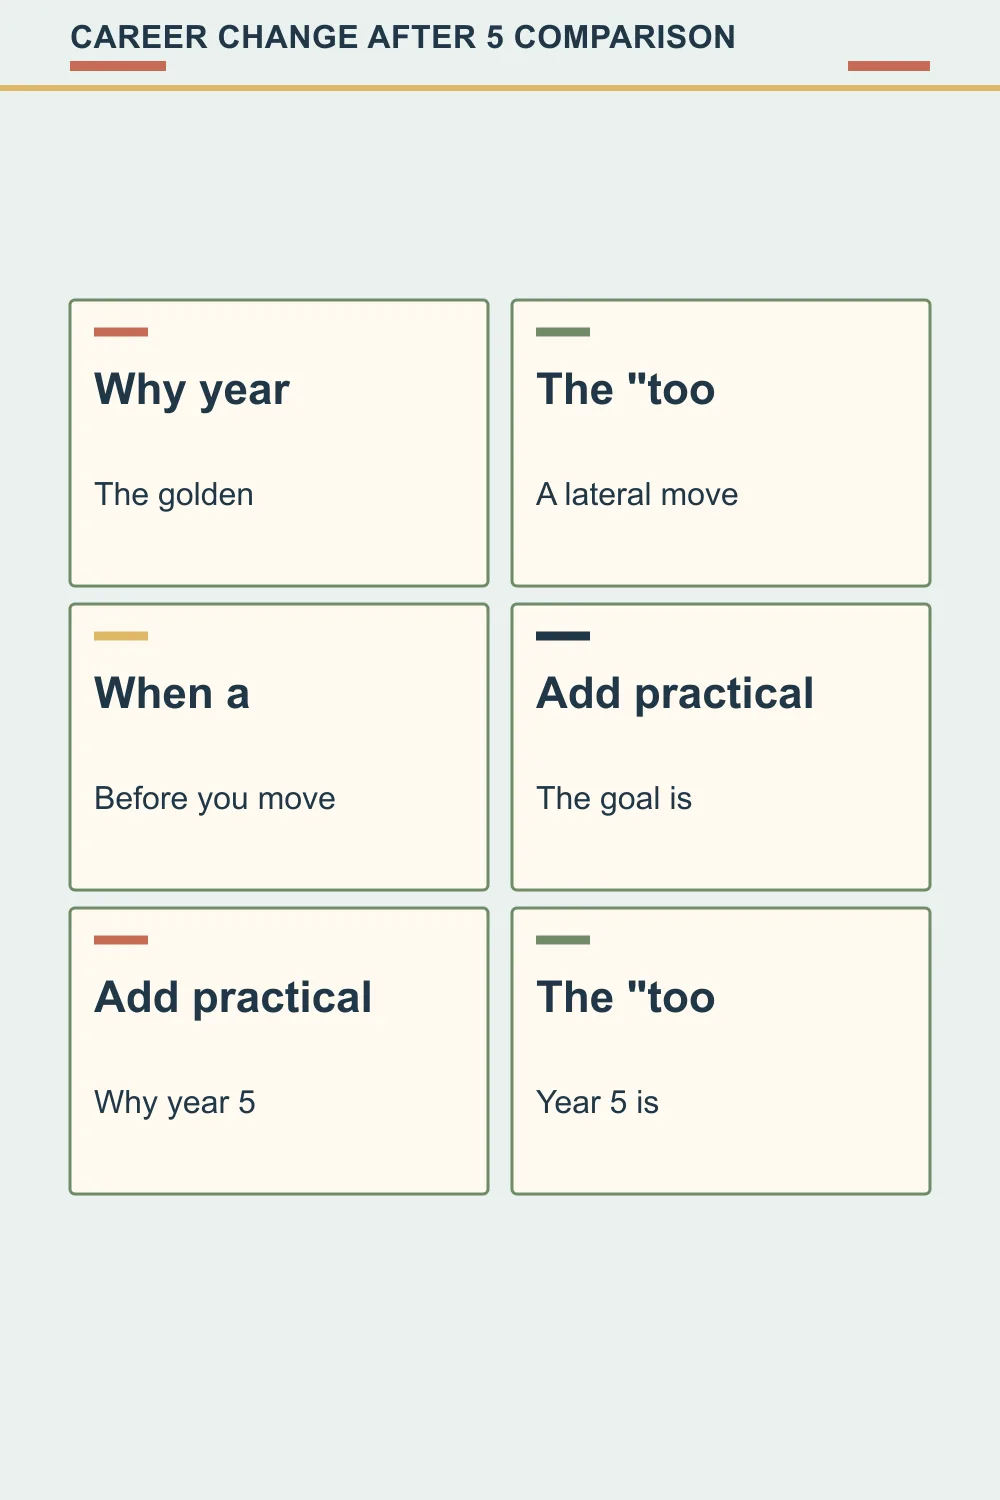 CAREER CHANGE AFTER 5 COMPARISON
Why year
The golden
The "too
A lateral move
When a
Before you move
Add practical
The goal is
Add practical
Why year 5
The "too
Year 5 is